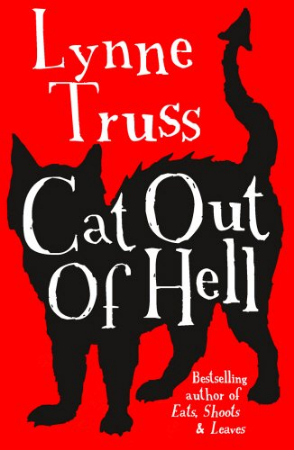 Lynne
Truss
Cat Out
Of Hell
Bestselling
author of
Eats, Shoots
& Leaves